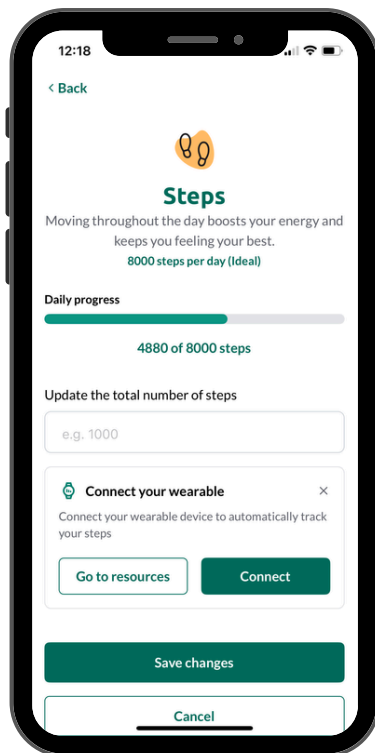 12:18
< Back
Steps
Moving throughout the day boosts your energy and
keeps you feeling your best.
8000 steps per day (Ideal)
Daily progress
4880 of 8000 steps
Update the total number of steps
e.g. 1000
Connect your wearable
Connect your wearable device to automatically track
your steps
Go to resources
Connect
Save changes
Cancel